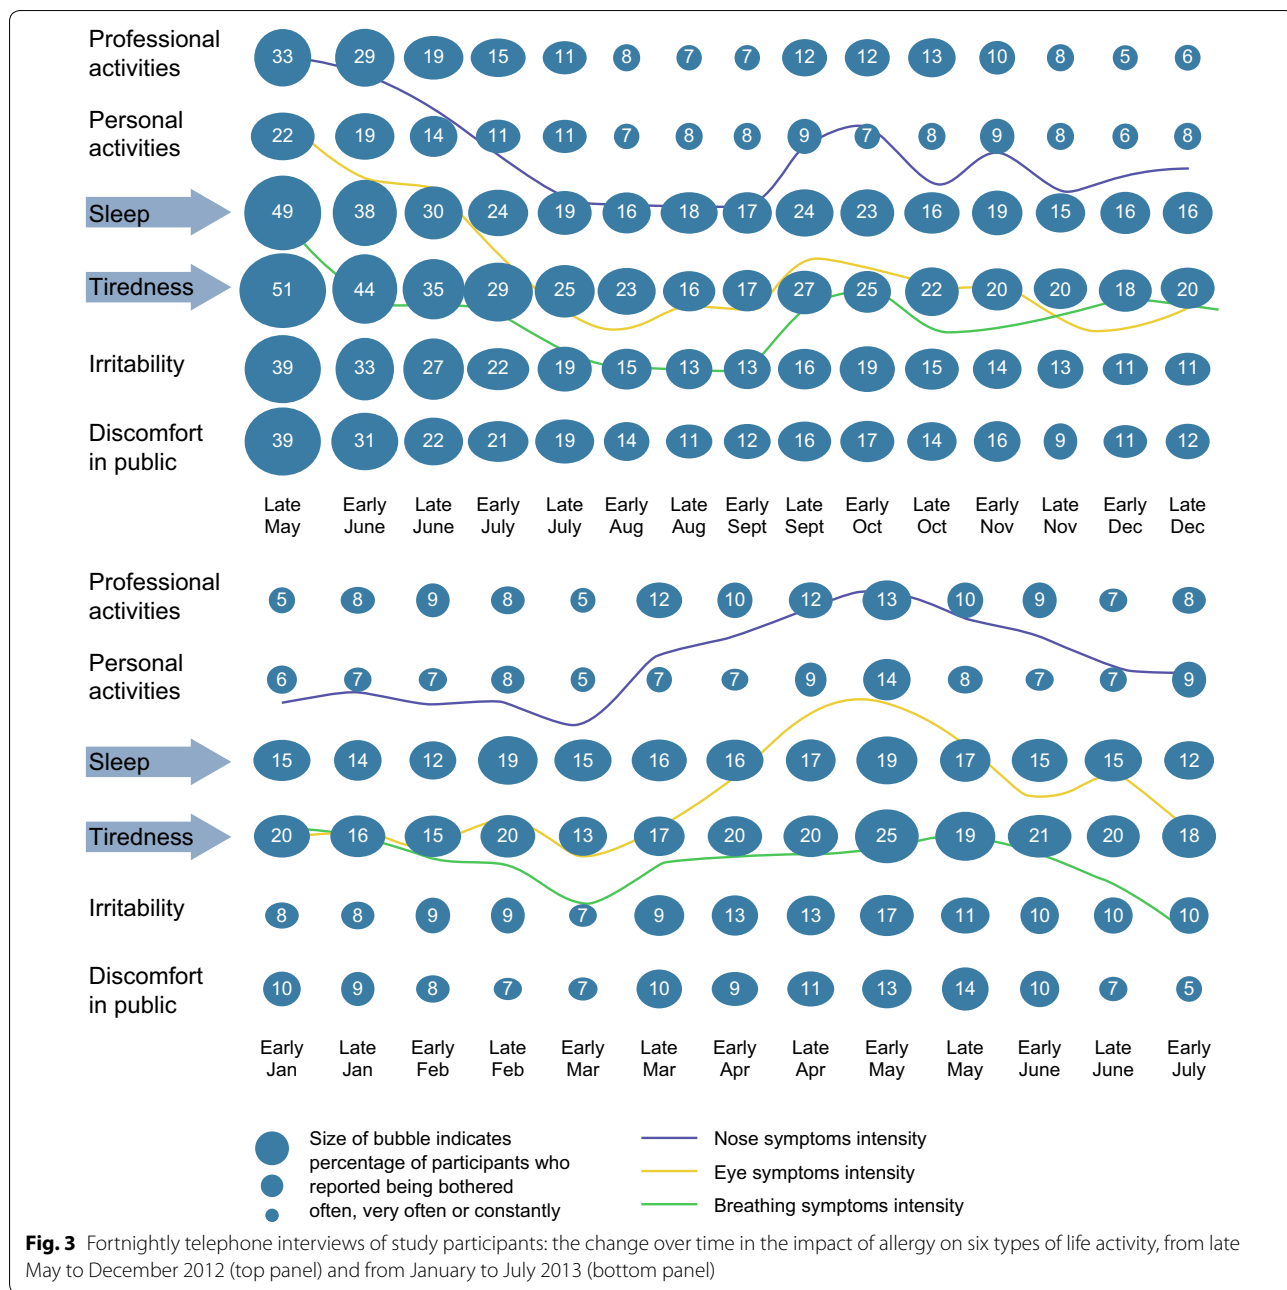 Professional
activities
33 29 19 15 11 8 7 7 12 12 13 10 8 5 6
Personal
activities
22 19 14 11 11 7 8 8 9 7 8 9 8 6 8
Sleep 49 38 30 24 19 16 18 17 24 23 16 19 15 16 16
Tiredness 51 44 35 29 25 23 16 17 27 25 22 20 20 18 20
Irritability 39 33 27 22 19 15 13 13 16 19 15 14 13 11 11
Discomfort
in public
39 31 22 21 19 14 11 12 16 17 14 16 9 11 12
Late Early Late Early Late Early Late Early Late Early Late Early Late Early Late
May June June July July Aug Aug Sept Sept Oct Oct Nov Nov Dec Dec
Professional
activities
5 8 9 8 5 12 10 12 13 10 9 7 8
Personal
activities
6 7 7 8 5 7 7 9 14 8 7 7 9
Sleep 15 14 12 19 15 16 16 17 19 17 15 15 12
Tiredness 20 16 15 20 13 17 20 20 25 19 21 20 18
Irritability 8 8 9 9 7 9 13 13 17 11 10 10 10
Discomfort
in public
10 9 8 7 7 10 9 11 13 14 10 7 5
Early Late Early Late Early Late Early Late Early Late Early Late Early
Jan Jan Feb Feb Mar Mar Apr Apr May May June June July
Size of bubble indicates
percentage of participants who
reported being bothered
often, very often or constantly
Nose symptoms intensity
Eye symptoms intensity
Breathing symptoms intensity
Fig. 3 Fortnightly telephone interviews of study participants: the change over time in the impact of allergy on six types of life activity, from late
May to December 2012 (top panel) and from January to July 2013 (bottom panel)